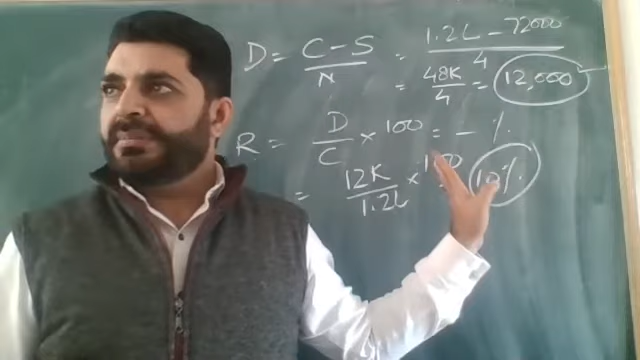 D = C - S / N = 1.2L - 72000 / 4
= 48K / 4 = 12,000
R = D / C × 100 = - %.
= 12K / 1.2L × 100 = 10%.